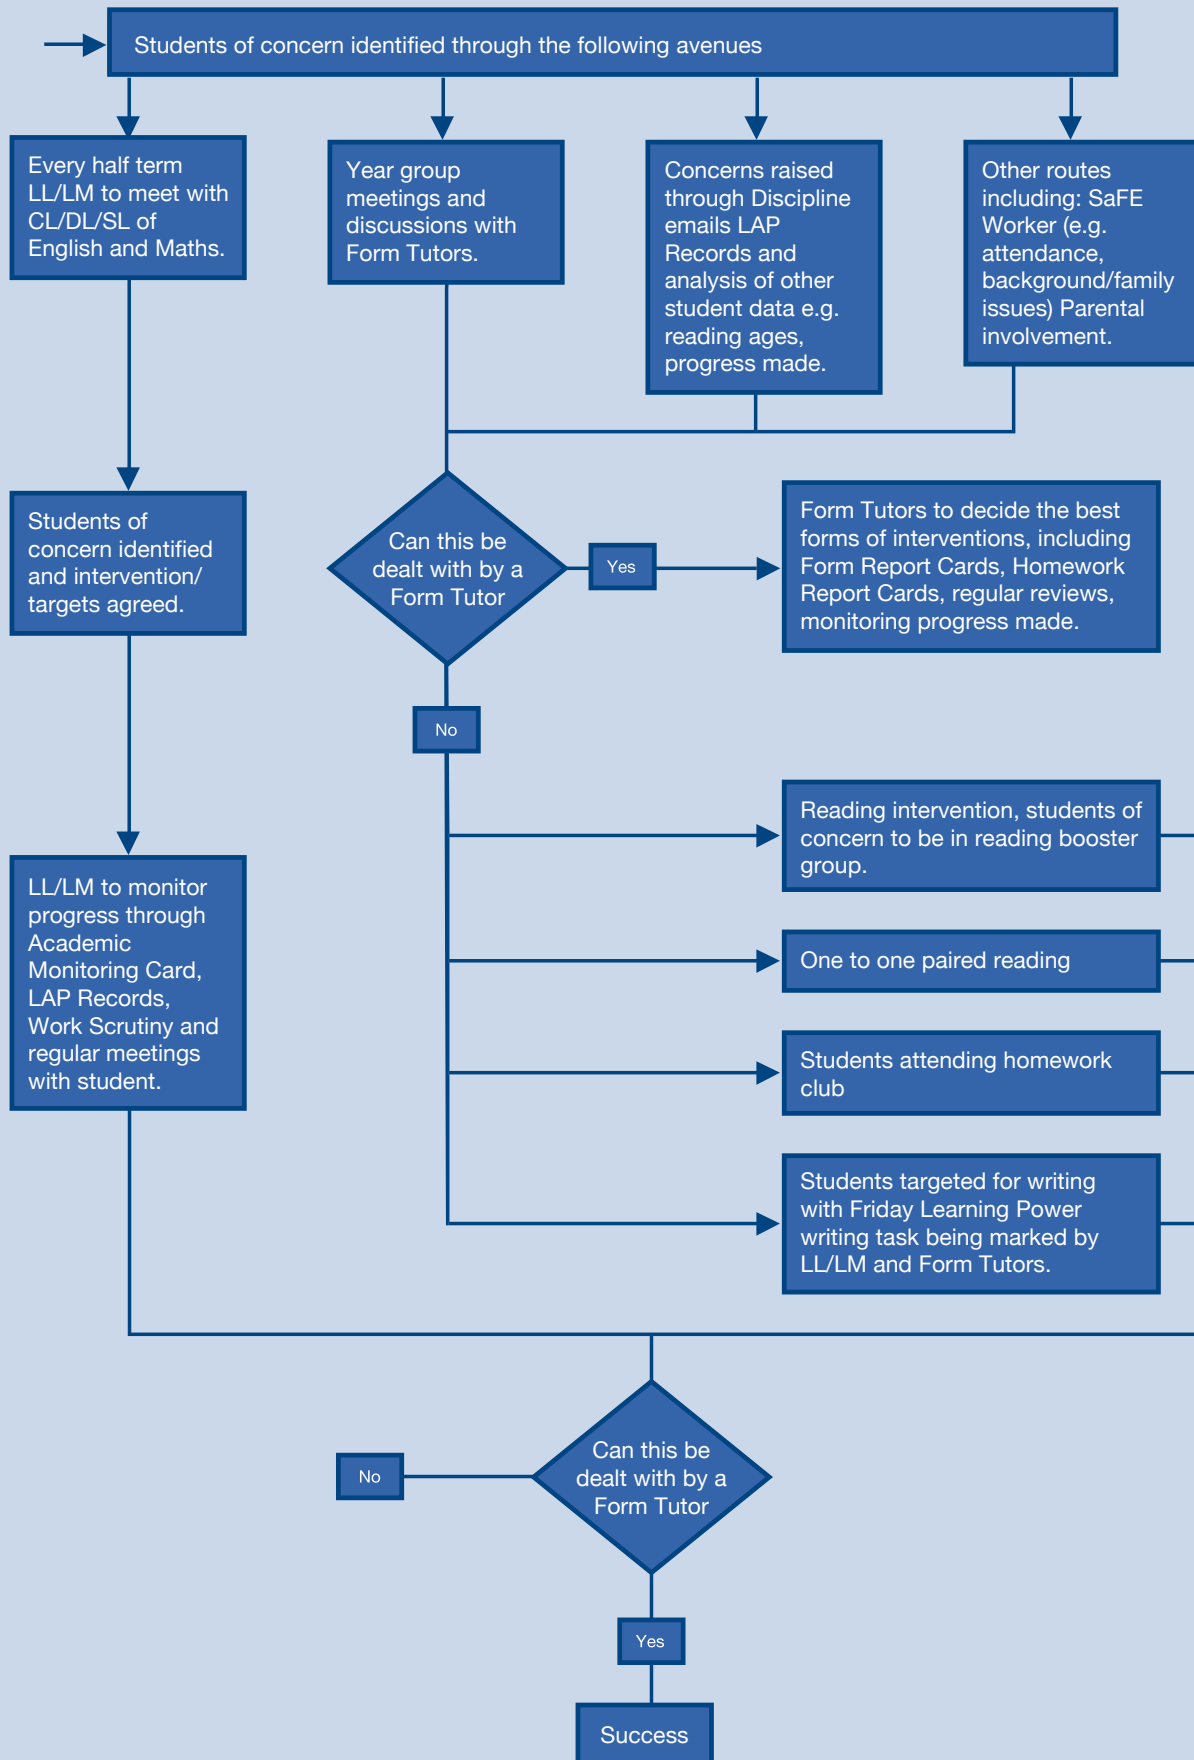 Students of concern identified through the following avenues
Every half term
LL/LM to meet with
CL/DL/SL of
English and Maths.
Year group
meetings and
discussions with
Form Tutors.
Concerns raised
through Discipline
emails LAP
Records and
analysis of other
student data e.g.
reading ages,
progress made.
Other routes
including: SaFE
Worker (e.g.
attendance,
background/family
issues) Parental
involvement.
Students of
concern identified
and intervention/
targets agreed.
Can this be
dealt with by a
Form Tutor
Yes
Form Tutors to decide the best
forms of interventions, including
Form Report Cards, Homework
Report Cards, regular reviews,
monitoring progress made.
No
Reading intervention, students of
concern to be in reading booster
group.
LL/LM to monitor
progress through
Academic
Monitoring Card,
LAP Records,
Work Scrutiny and
regular meetings
with student.
One to one paired reading
Students attending homework
club
Students targeted for writing
with Friday Learning Power
writing task being marked by
LL/LM and Form Tutors.
Can this be
dealt with by a
Form Tutor
No
Yes
Success